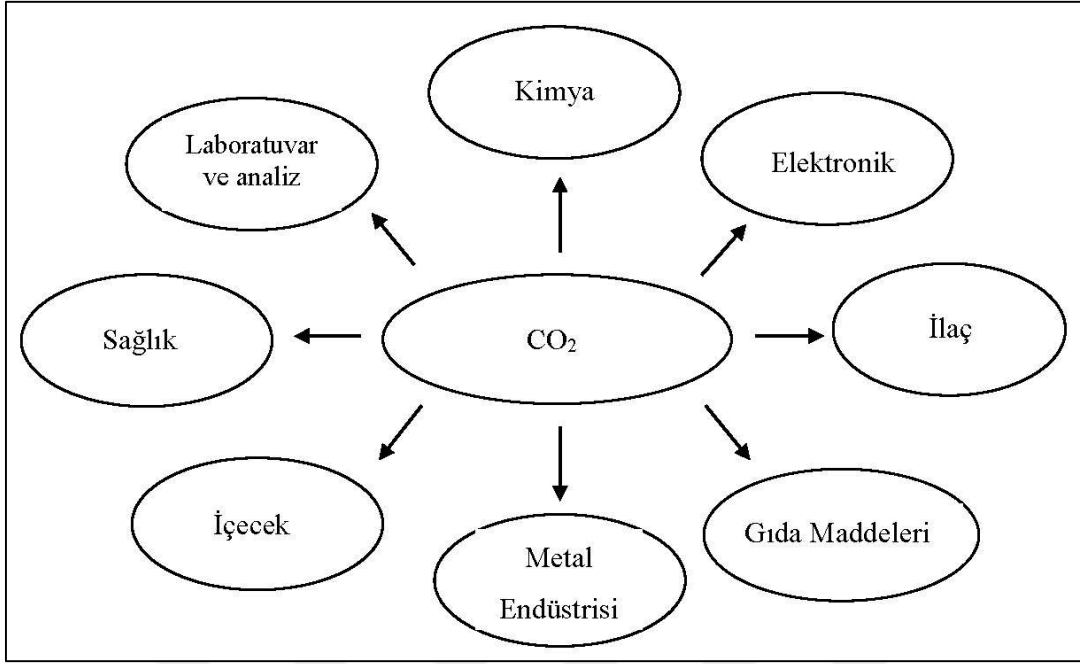 Kimya
Laboratuvar
ve analiz
Elektronik
Sağlık
CO₂
İlaç
İçecek
Metal
Endüstrisi
Gıda Maddeleri